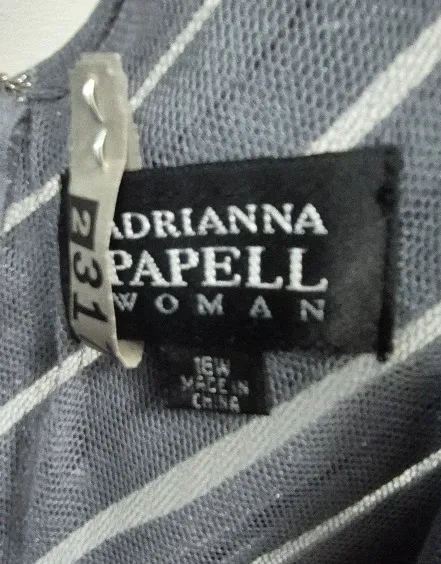 ADRIANNA
PAPELL
WOMAN
16W
MADE IN
CHINA
231